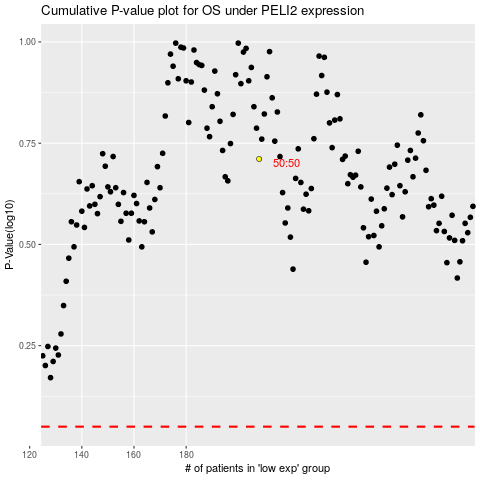 Cumulative P-value plot for OS under PELI2 expression
P-Value(log10)
1.00
0.75
0.50
0.25
50:50
120 140 160 180
# of patients in 'low exp' group